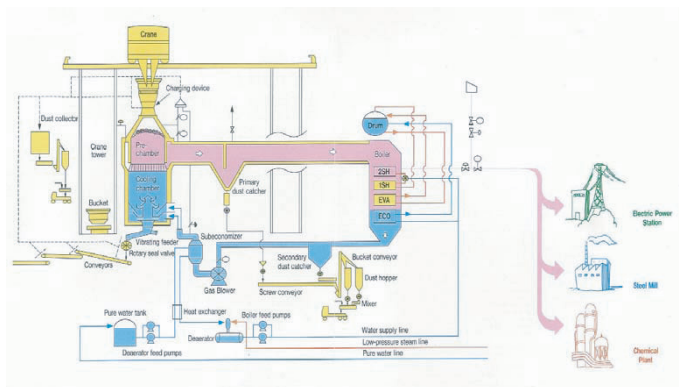 Crane
Charging device
Dust collector
Crane
tower
Pre-
chamber
Drum
Boiler
Cooling
chamber
2SH
1SH
EVA
ECO
Bucket
Primary
dust catcher
Vibrating feeder
Rotary seal valve
Subeconomizer
Conveyors
Secondary
dust catcher
Bucket conveyor
Dust hopper
Gas Blower
Screw conveyor
Mixer
Pure water tank
Heat exchanger
Boiler feed pumps
Water supply line
Deaerator
Low-pressure steam line
Deaerator feed pumps
Pure water line
Electric Power
Station
Steel Mill
Chemical
Plant